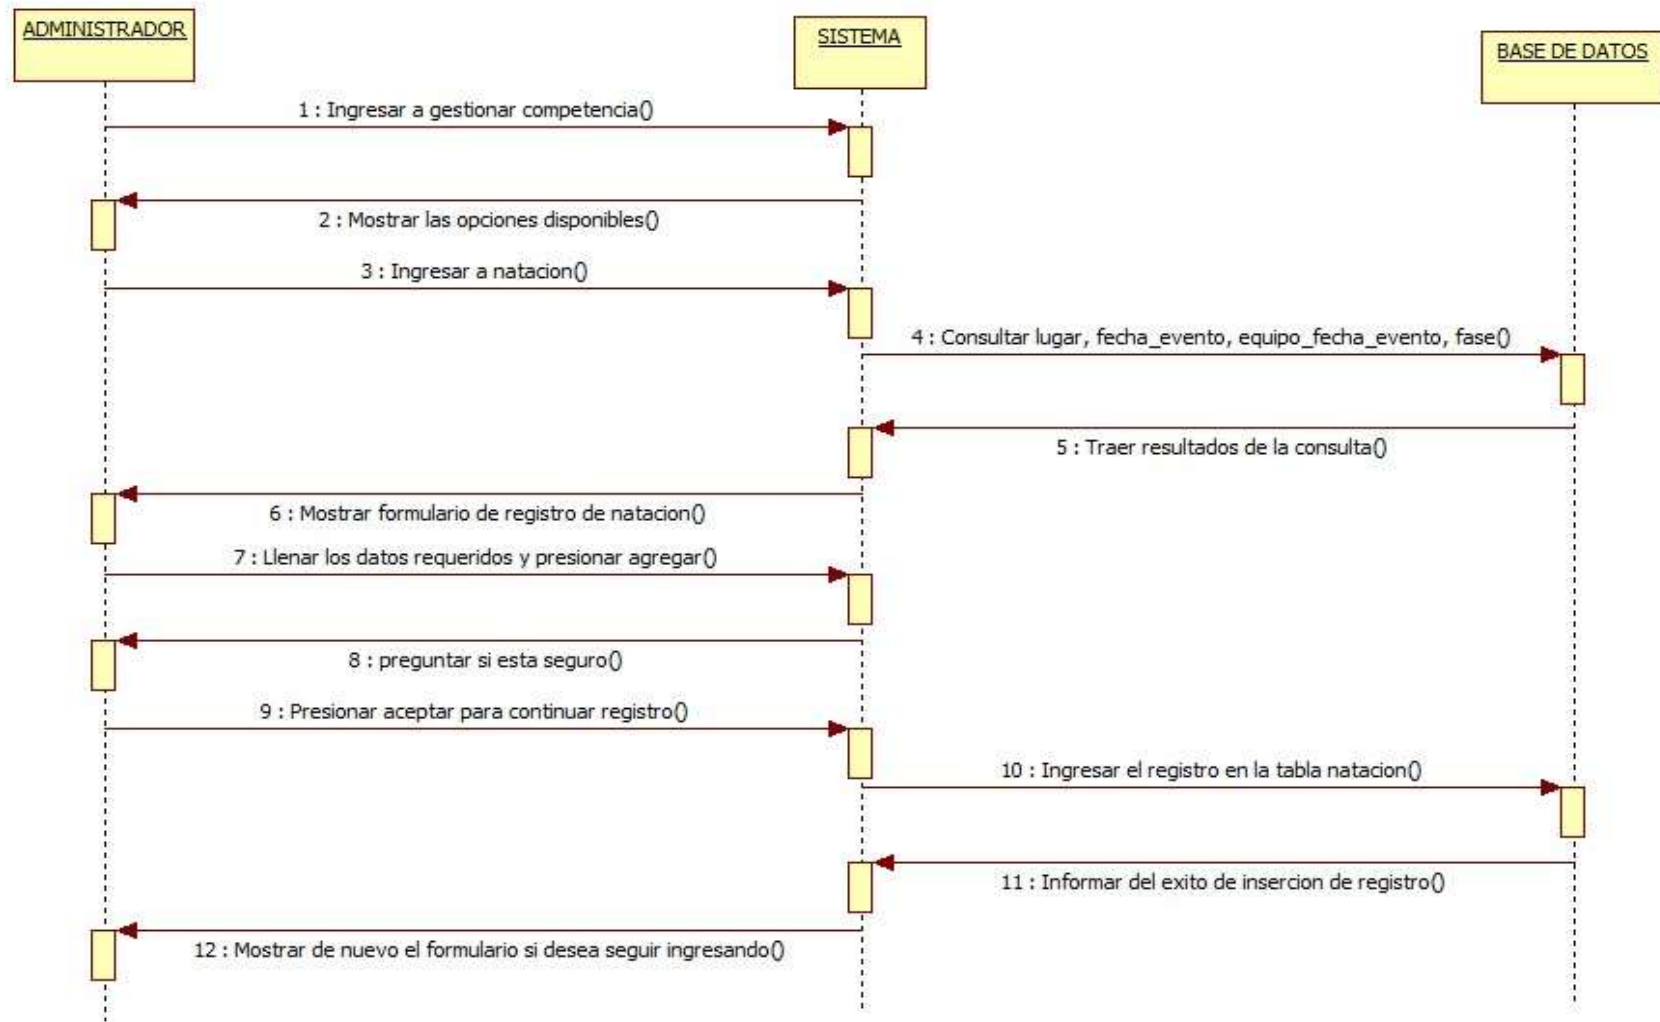 ADMINISTRADOR
SISTEMA
BASE DE DATOS
1 : Ingresar a gestionar competencia()
2 : Mostrar las opciones disponibles()
3 : Ingresar a natacion()
4 : Consultar lugar, fecha_evento, equipo_fecha_evento, fase()
5 : Traer resultados de la consulta()
6 : Mostrar formulario de registro de natacion()
7 : Llenar los datos requeridos y presionar agregar()
8 : preguntar si esta seguro()
9 : Presionar aceptar para continuar registro()
10 : Ingresar el registro en la tabla natacion()
11 : Informar del exito de insercion de registro()
12 : Mostrar de nuevo el formulario si desea seguir ingresando()